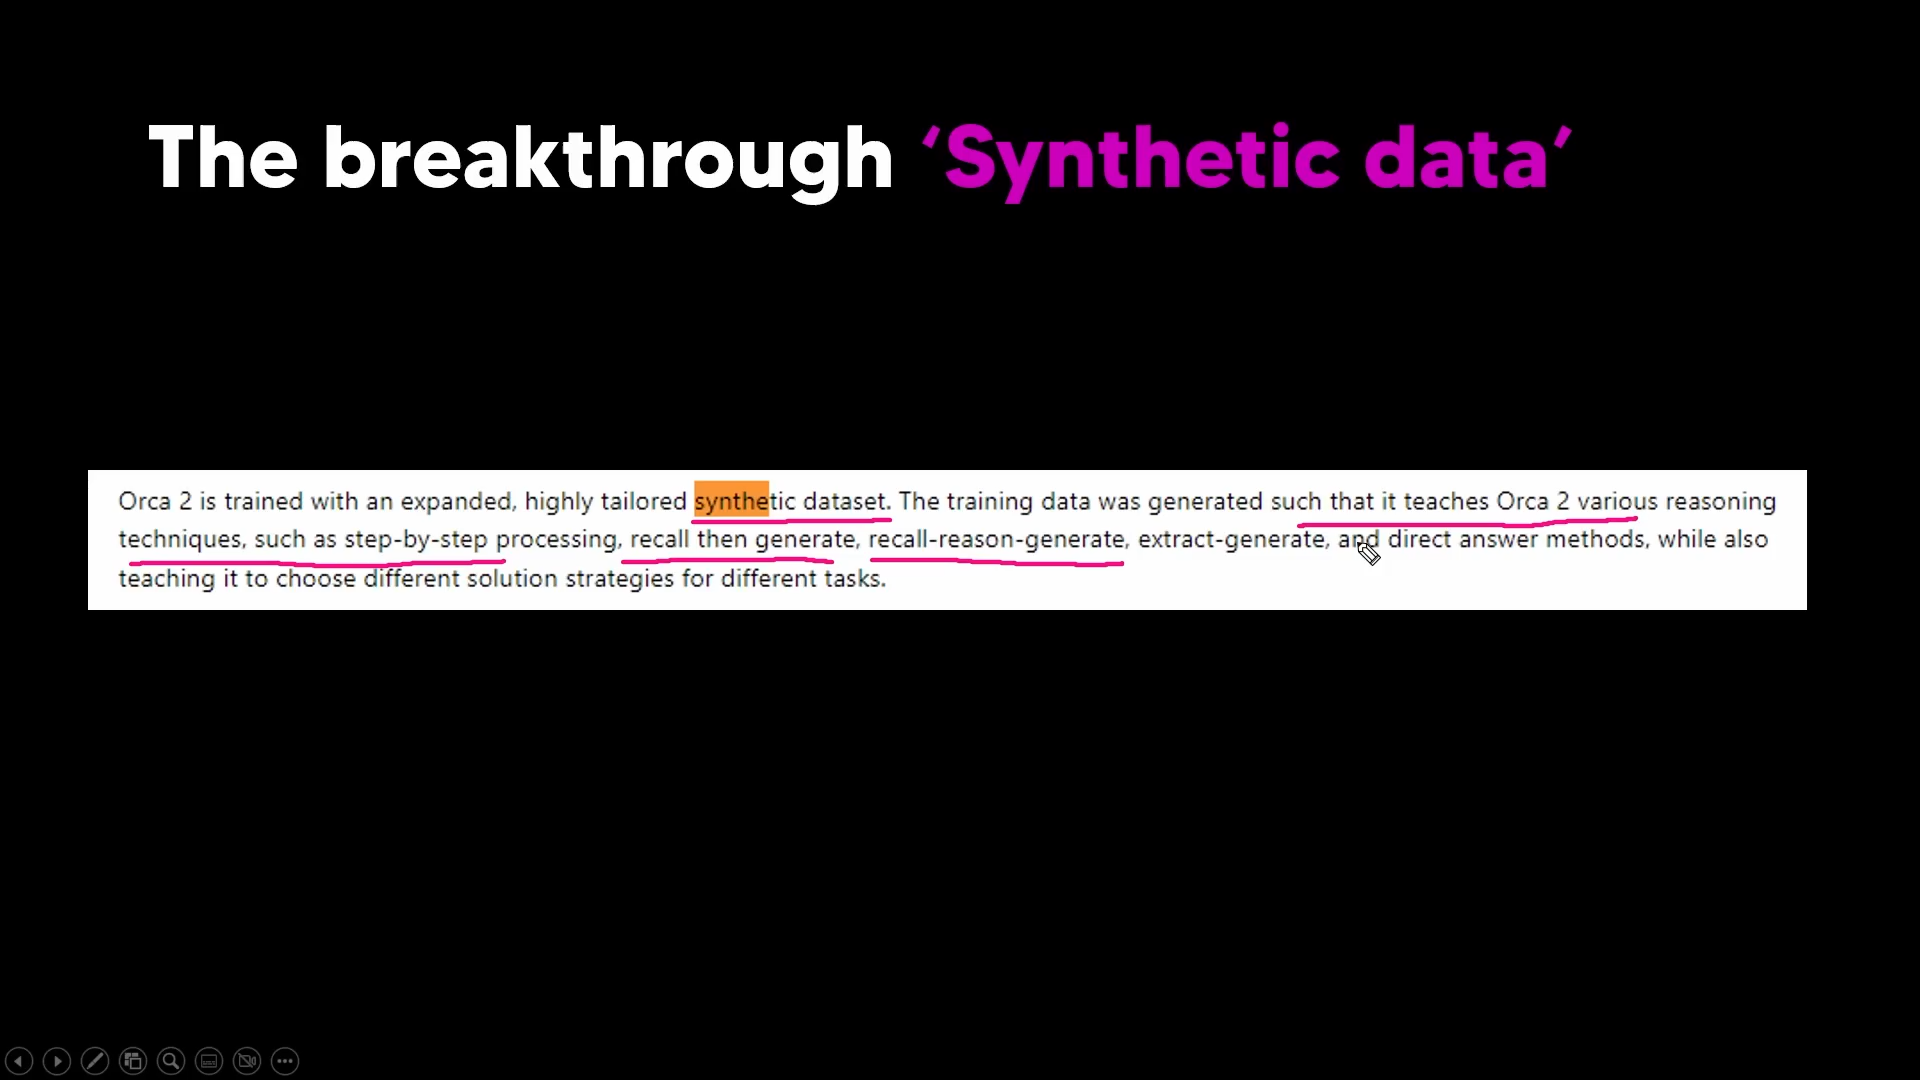 The breakthrough ‘Synthetic data’
Orca 2 is trained with an expanded, highly tailored synthetic dataset. The training data was generated such that it teaches Orca 2 various reasoning
techniques, such as step-by-step processing, recall then generate, recall-reason-generate, extract-generate, and direct answer methods, while also
teaching it to choose different solution strategies for different tasks.